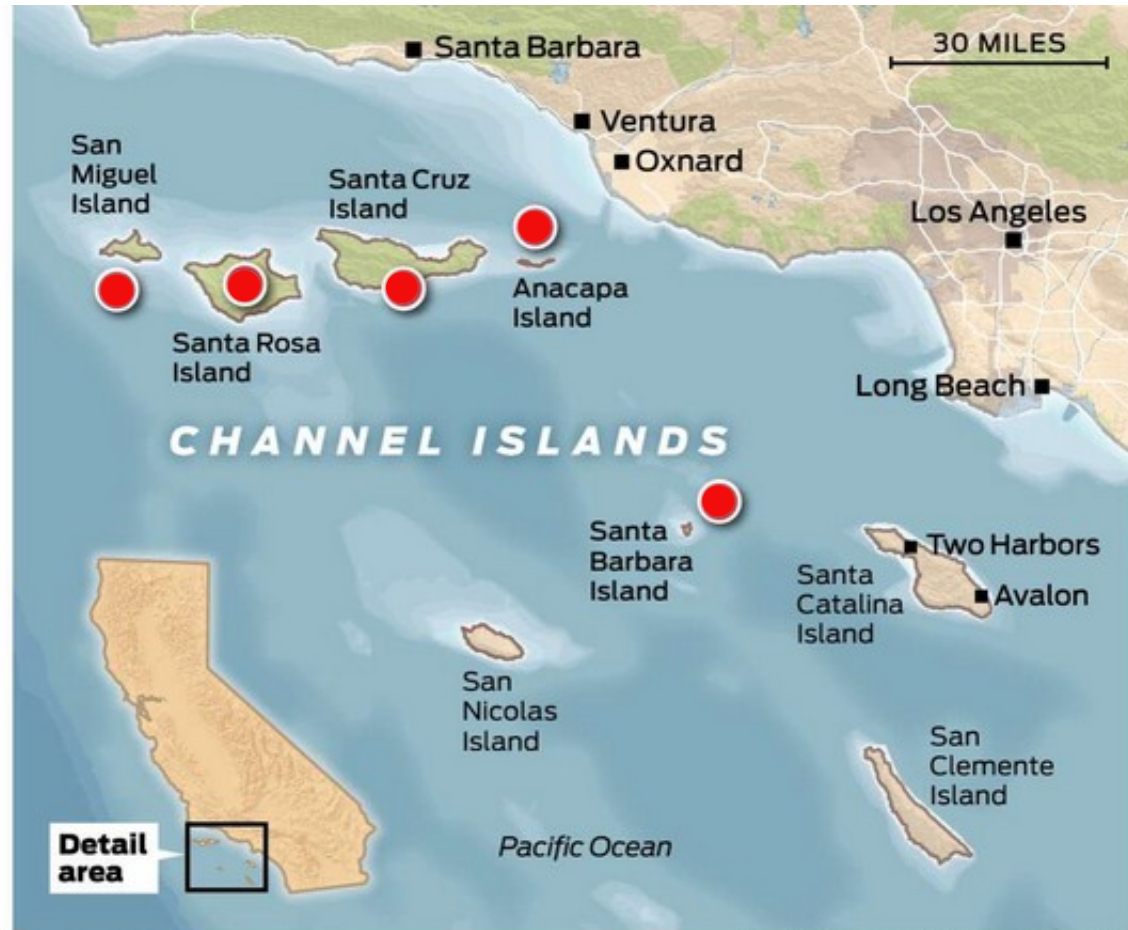 Santa Barbara
30 MILES
Ventura
Oxnard
San
Miguel
Island
Santa Cruz
Island
Los Angeles
Anacapa
Island
Santa Rosa
Island
Long Beach
CHANNEL ISLANDS
Santa
Barbara
Island
Two Harbors
Santa
Catalina
Island
Avalon
San
Nicolas
Island
San
Clemente
Island
Detail
area
Pacific Ocean